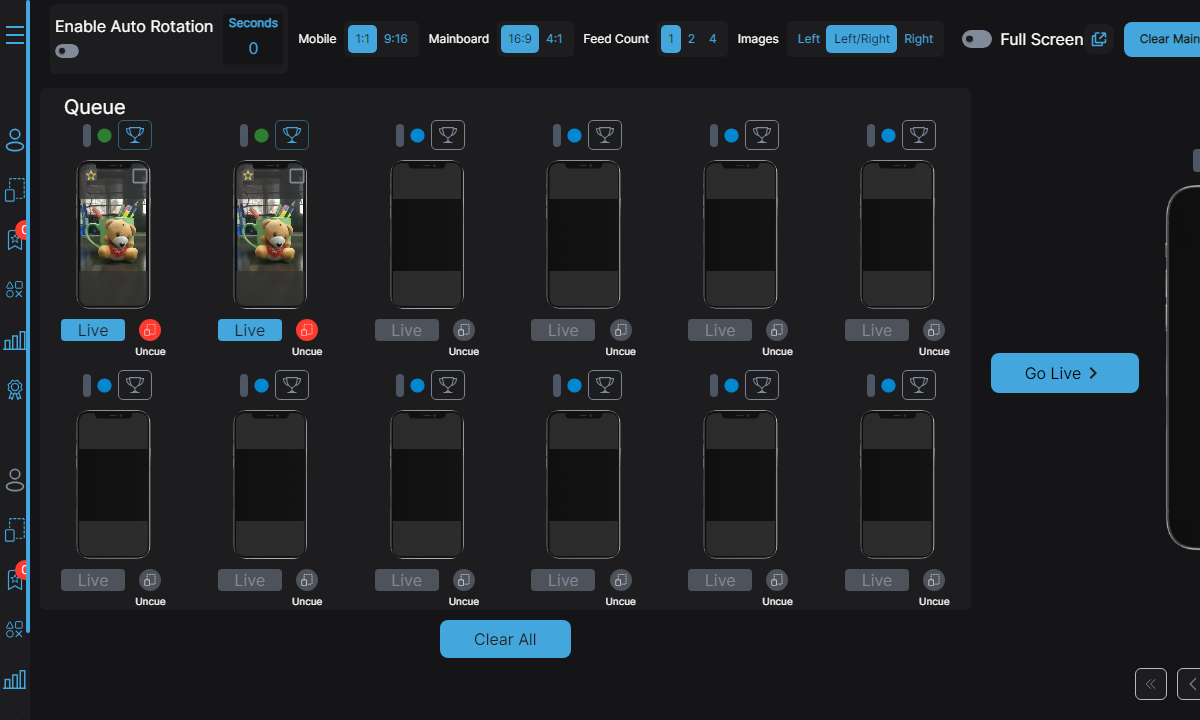 Enable Auto Rotation
Seconds
0
Mobile 1:1 9:16 Mainboard 16:9 4:1 Feed Count 1 2 4 Images Left Left/Right Right Full Screen Clear Main
Queue
Live Live Live Live Live Live
Uncue Uncue Uncue Uncue Uncue Uncue
Go Live
Live Live Live Live Live Live
Uncue Uncue Uncue Uncue Uncue Uncue
Clear All